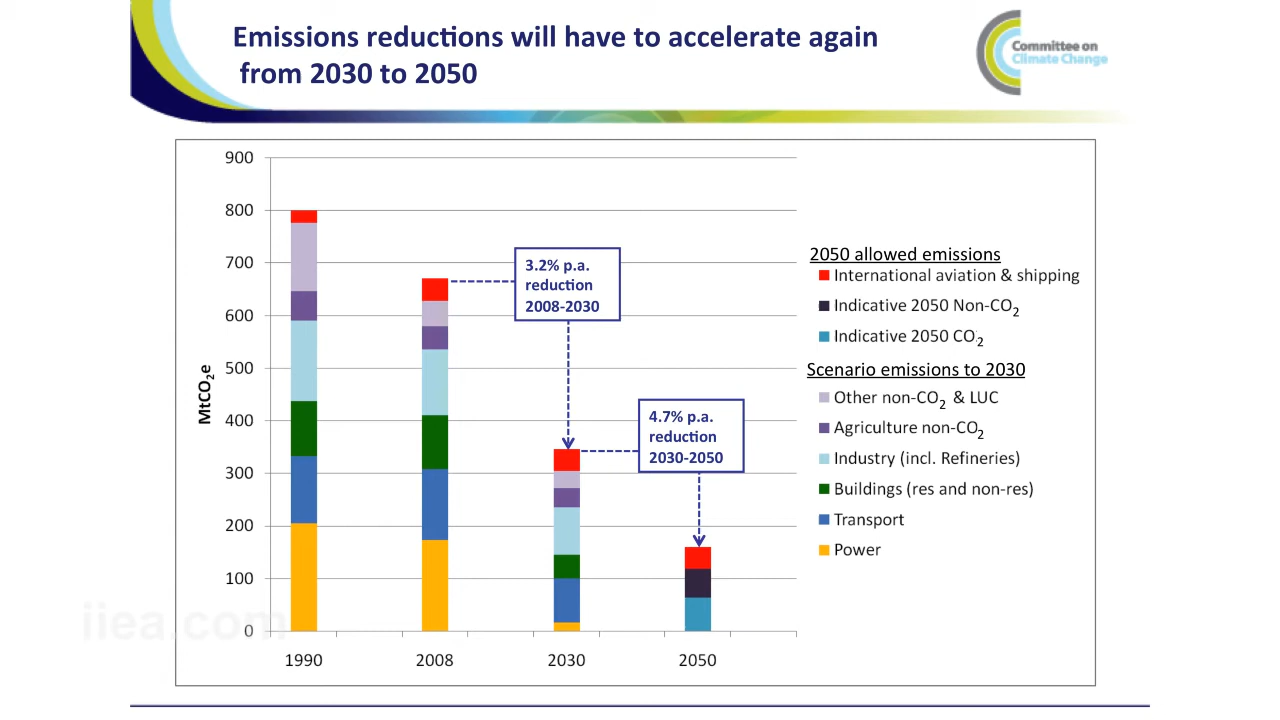 Emissions reductions will have to accelerate again
from 2030 to 2050
Committee on
Climate Change
900
800
700
600
500
400
300
200
100
0
MtCO2e
1990
2008
2030
2050
3.2% p.a.
reduction
2008-2030
4.7% p.a.
reduction
2030-2050
2050 allowed emissions
International aviation & shipping
Indicative 2050 Non-CO2
Indicative 2050 CO2
Scenario emissions to 2030
Other non-CO2 & LUC
Agriculture non-CO2
Industry (incl. Refineries)
Buildings (res and non-res)
Transport
Power
iiea.com